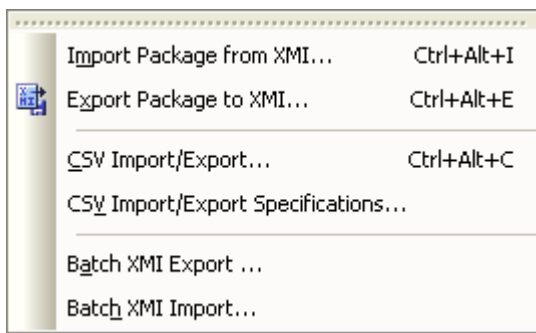 Import Package from XMI... Ctrl+Alt+I
Export Package to XMI... Ctrl+Alt+E
CSV Import/Export... Ctrl+Alt+C
CSV Import/Export Specifications...
Batch XMI Export ...
Batch XMI Import...